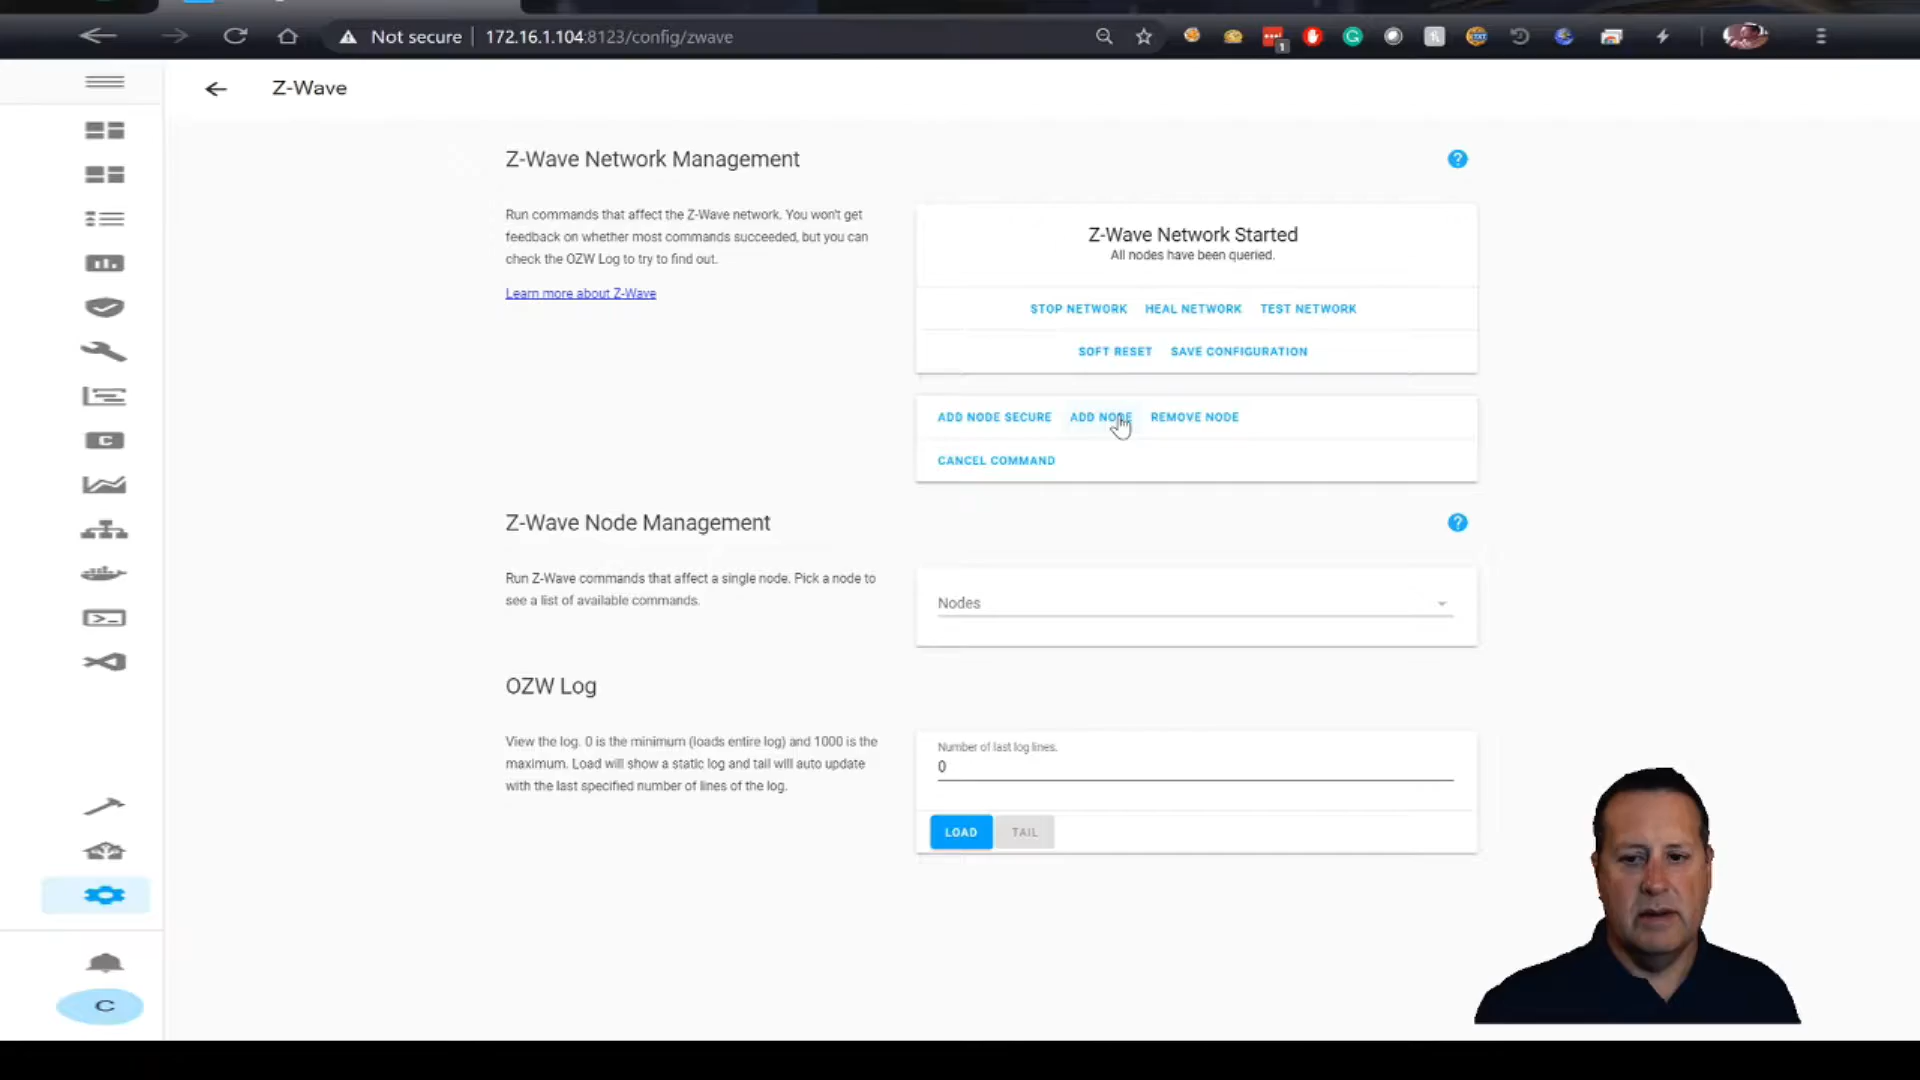 Not secure
172.16.1.104:8123/config/zwave
1
Z-Wave
Z-Wave Network Management
Run commands that affect the Z-Wave network. You won't get
feedback on whether most commands succeeded, but you can
check the OZW Log to try to find out.
Learn more about Z-Wave
Z-Wave Network Started
All nodes have been queried.
STOP NETWORK HEAL NETWORK TEST NETWORK
SOFT RESET SAVE CONFIGURATION
ADD NODE SECURE ADD NODE REMOVE NODE
CANCEL COMMAND
Z-Wave Node Management
Run Z-Wave commands that affect a single node. Pick a node to
see a list of available commands.
Nodes
OZW Log
View the log. 0 is the minimum (loads entire log) and 1000 is the
maximum. Load will show a static log and tail will auto update
with the last specified number of lines of the log.
Number of last log lines.
0
LOAD TAIL
C
C